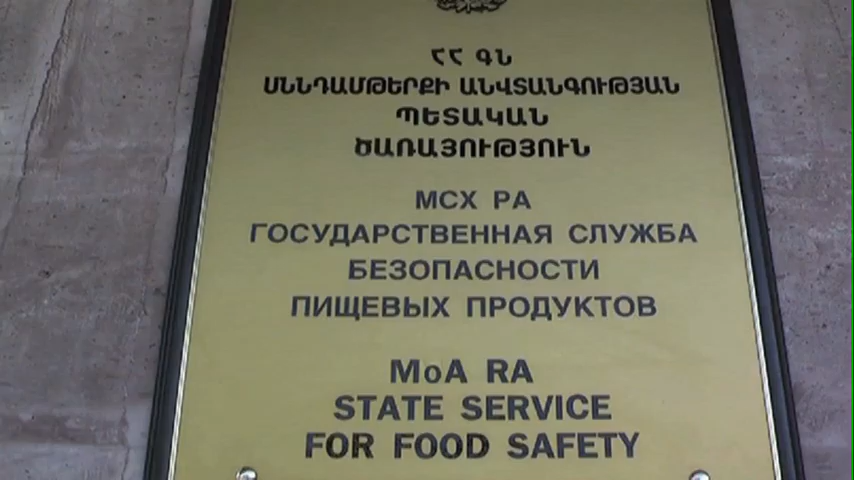 ՀՀ ԳՆ
ՍՆՆԴԱՄԹԵՐՔԻ ԱՆՎՏԱՆԳՈՒԹՅԱՆ
ՊԵՏԱԿԱՆ
ԾԱՌԱՅՈՒԹՅՈՒՆ
МСХ РА
ГОСУДАРСТВЕННАЯ СЛУЖБА
БЕЗОПАСНОСТИ
ПИЩЕВЫХ ПРОДУКТОВ
MoA RA
STATE SERVICE
FOR FOOD SAFETY